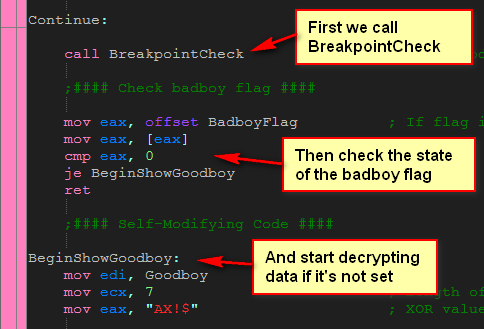 Continue:
First we call
BreakpointCheck
call BreakpointCheck
;#### Check badboy flag ####
mov eax, offset BadboyFlag ; If flag i
mov eax, [eax]
cmp eax, 0
Then check the state
of the badboy flag
je BeginShowGoodboy
ret
;#### Self-Modifying Code ####
BeginShowGoodboy:
And start decrypting
data if it's not set
mov edi, Goodboy
mov ecx, 7 of
mov eax, "AX!$" ; XOR value